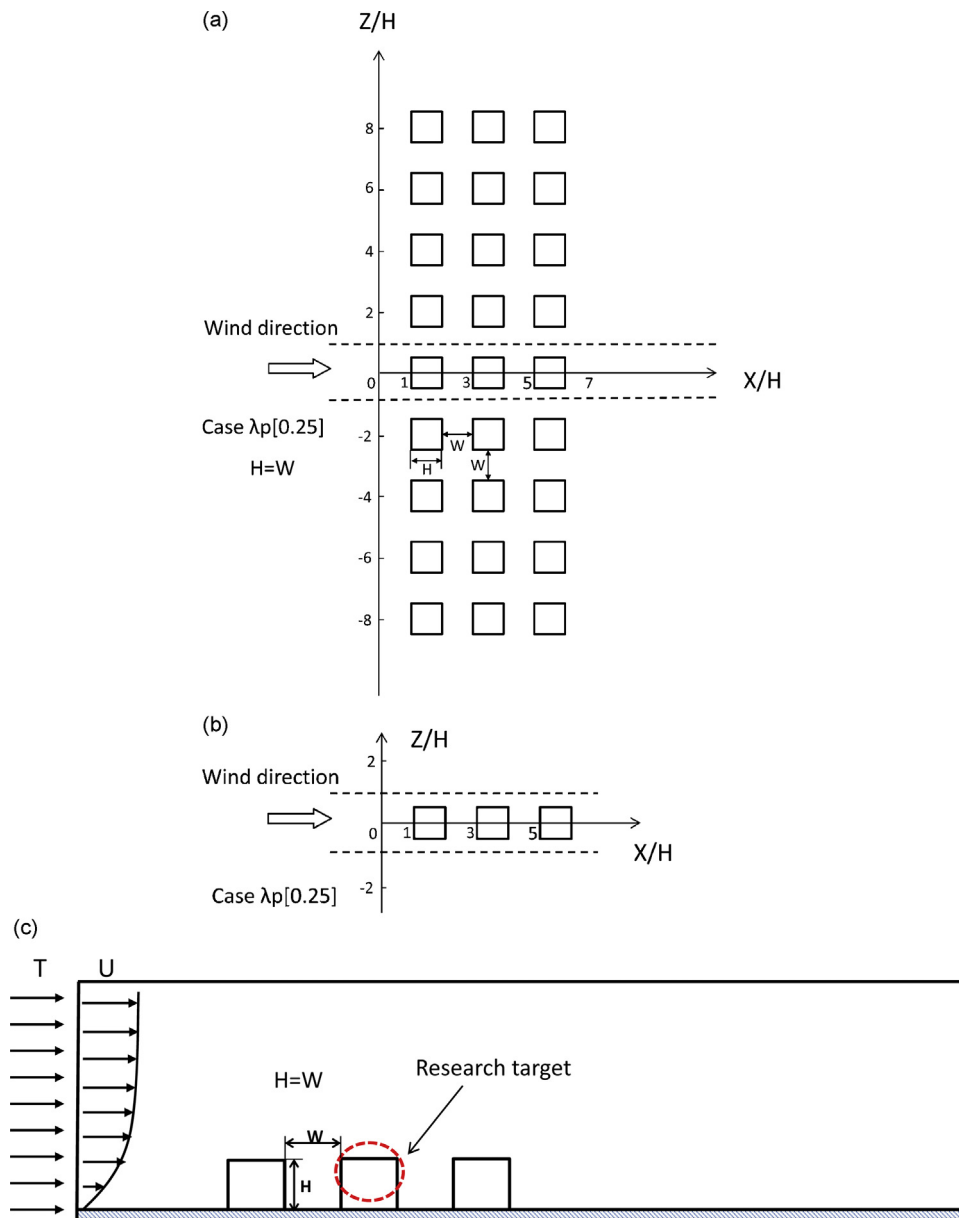 (a)
Z/H
8
6
4
2
Wind direction
0 1 3 5 7
X/H
Case λp[0.25]
-2
W
H=W
H
W
-4
-6
-8
(b)
Z/H
2
Wind direction
0 1 3 5
X/H
Case λp[0.25]
-2
(c)
T U
Research target
H=W
W
H